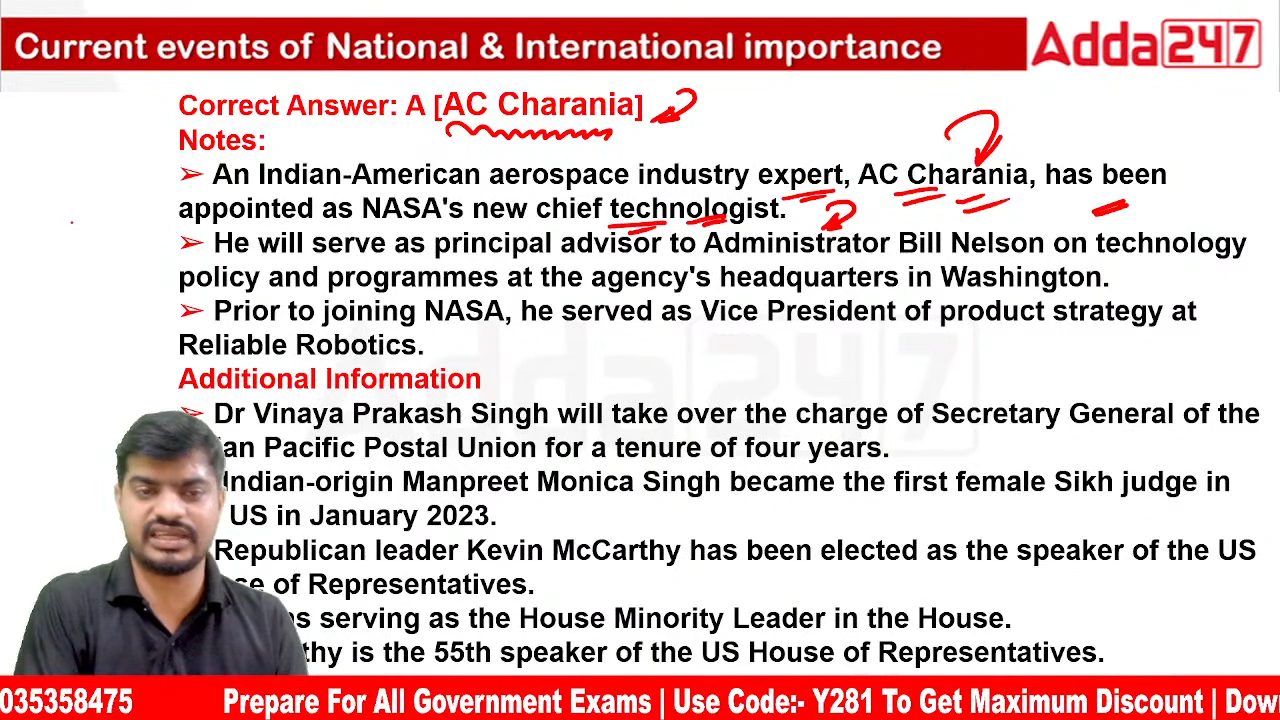 Current events of National & International importance
Adda247
Correct Answer: A [AC Charania]
Notes:
➢ An Indian-American aerospace industry expert, AC Charania, has been
appointed as NASA's new chief technologist.
➢ He will serve as principal advisor to Administrator Bill Nelson on technology
policy and programmes at the agency's headquarters in Washington.
➢ Prior to joining NASA, he served as Vice President of product strategy at
Reliable Robotics.
Additional Information
➢ Dr Vinaya Prakash Singh will take over the charge of Secretary General of the
Pacific Postal Union for a tenure of four years.
Indian-origin Manpreet Monica Singh became the first female Sikh judge in
US in January 2023.
Republican leader Kevin McCarthy has been elected as the speaker of the US
of Representatives.
serving as the House Minority Leader in the House.
is the 55th speaker of the US House of Representatives.
035358475 Prepare For All Government Exams | Use Code:- Y281 To Get Maximum Discount |
Adda247